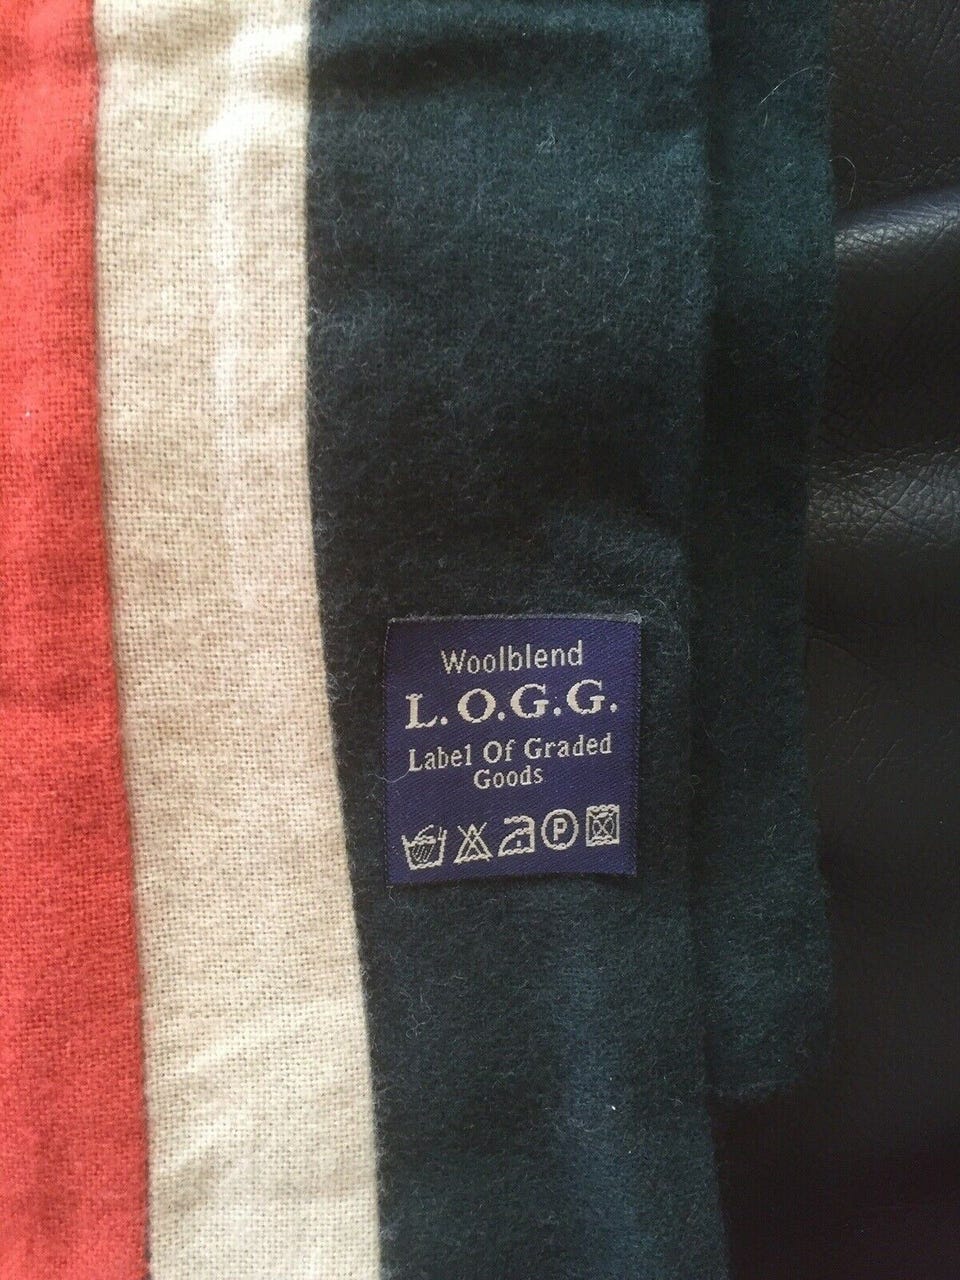 Woolblend
L.O.G.G.
Label Of Graded
Goods
P